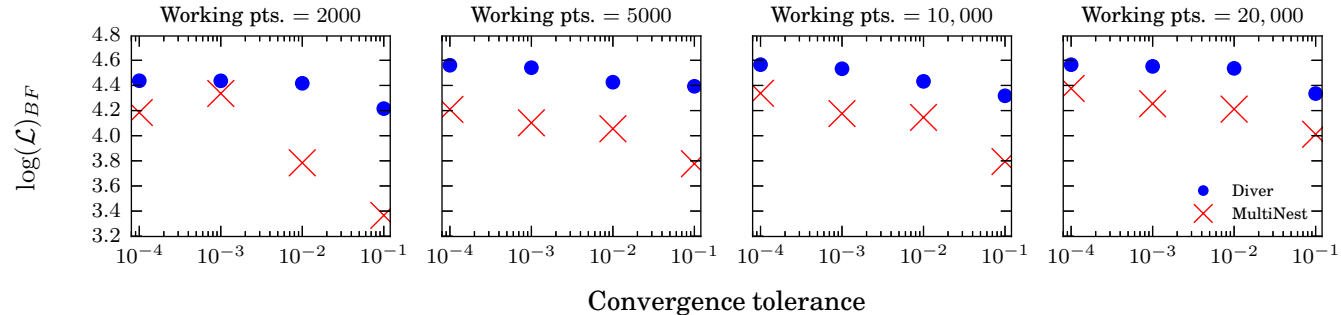 Working pts. = 2000
Working pts. = 5000
Working pts. = 10,000
Working pts. = 20,000
log(ℒ)_BF
4.8
4.6
4.4
4.2
4.0
3.8
3.6
3.4
3.2
10⁻⁴ 10⁻³ 10⁻² 10⁻¹
10⁻⁴ 10⁻³ 10⁻² 10⁻¹
10⁻⁴ 10⁻³ 10⁻² 10⁻¹
10⁻⁴ 10⁻³ 10⁻² 10⁻¹
Diver
MultiNest
Convergence tolerance